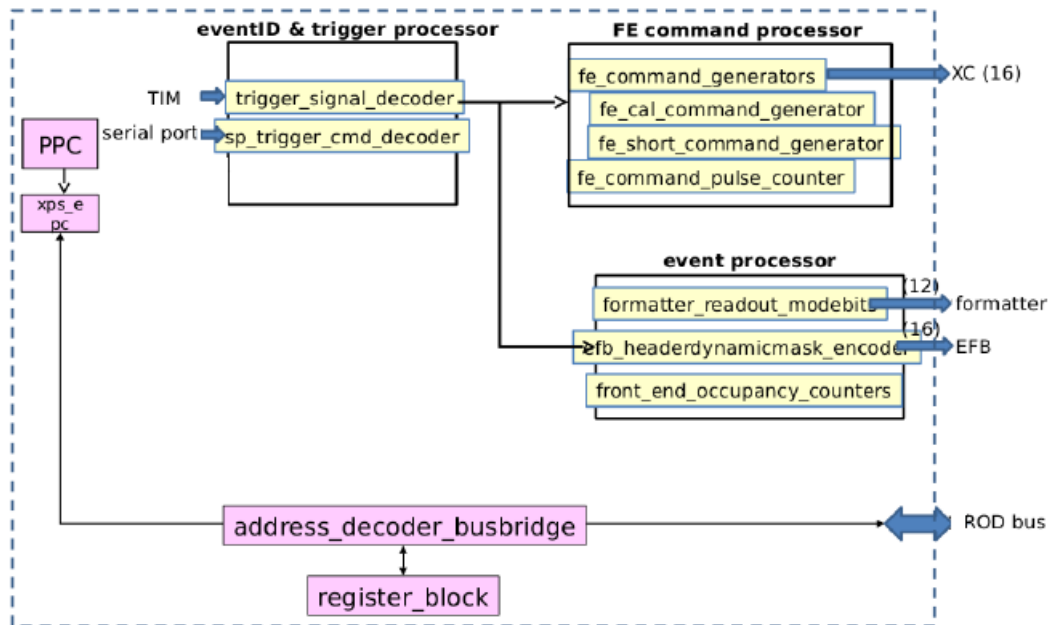 eventID & trigger processor
FE command processor
fe_command_generators
XC (16)
TIM
trigger_signal_decoder
fe_cal_command_generator
serial port
sp_trigger_cmd_decoder
fe_short_command_generator
PPC
fe_command_pulse_counter
xps_e
pc
event processor
(12)
formatter_readout_modebits
formatter
(16)
efb_headerdynamicmask_encoder
EFB
front_end_occupancy_counters
address_decoder_busbridge
ROD bus
register_block